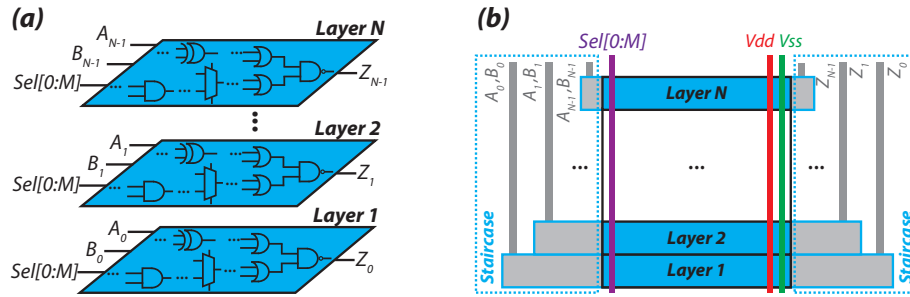 (a)
Layer N
A_{N-1}
B_{N-1}
Sel[0:M]
Z_{N-1}
Layer 2
A_1
B_1
Sel[0:M]
Z_1
Layer 1
A_0
B_0
Sel[0:M]
Z_0
(b)
Sel[0:M]
Vdd
Vss
Staircase
A_0,B_0
A_1,B_1
A_{N-1},B_{N-1}
Layer N
...
...
...
Layer 2
Layer 1
Z_{N-1}
Z_1
Z_0
Staircase